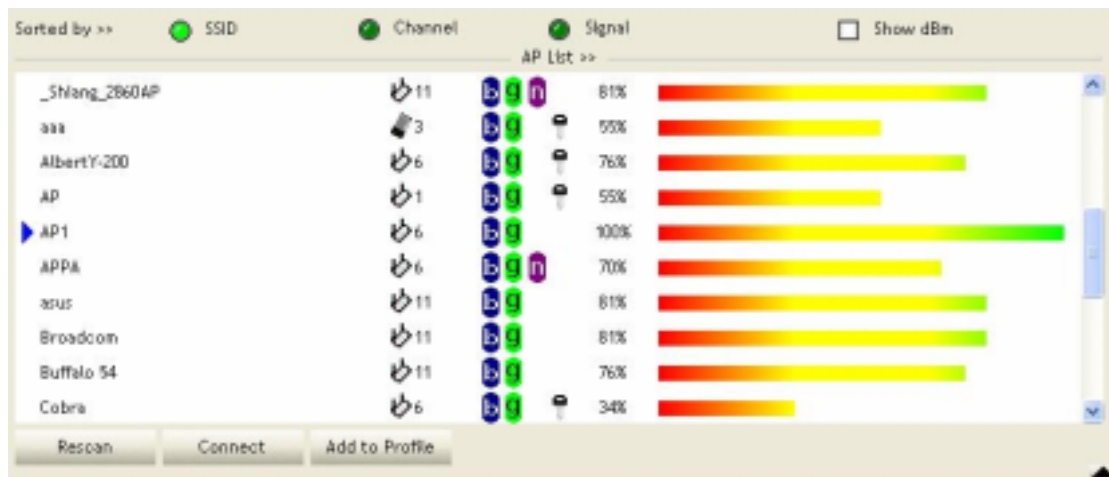 Sorted by >> SSID Channel Signal Show dBm
AP List >>
_Shiang_2860AP 11 b g n 81%
aaa 3 b g 55%
AlbertY-200 6 b g 76%
AP 1 b g 55%
AP1 6 b g 100%
APPA 6 b g n 70%
asus 11 b g 81%
Broadcom 11 b g 81%
Buffalo 54 11 b g 76%
Cobra 6 b g 34%
Rescan Connect Add to Profile